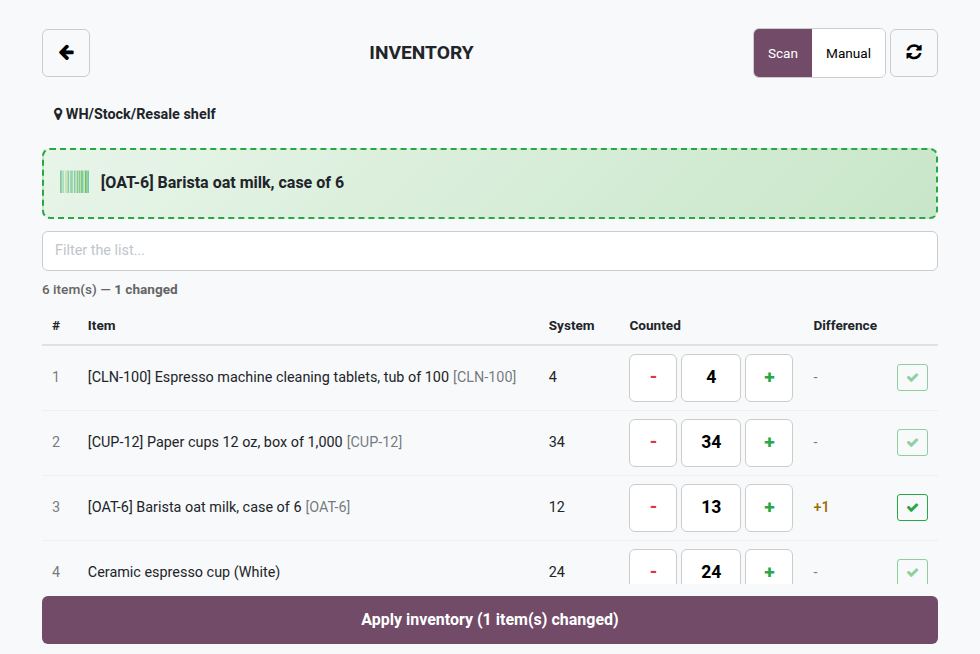 INVENTORY
Scan Manual
WH/Stock/Resale shelf
[OAT-6] Barista oat milk, case of 6
Filter the list...
6 item(s) — 1 changed
# Item System Counted Difference
1 [CLN-100] Espresso machine cleaning tablets, tub of 100 [CLN-100] 4 - 4 + -
2 [CUP-12] Paper cups 12 oz, box of 1,000 [CUP-12] 34 - 34 + -
3 [OAT-6] Barista oat milk, case of 6 [OAT-6] 12 - 13 + +1
4 Ceramic espresso cup (White) 24 - 24 + -
Apply inventory (1 item(s) changed)